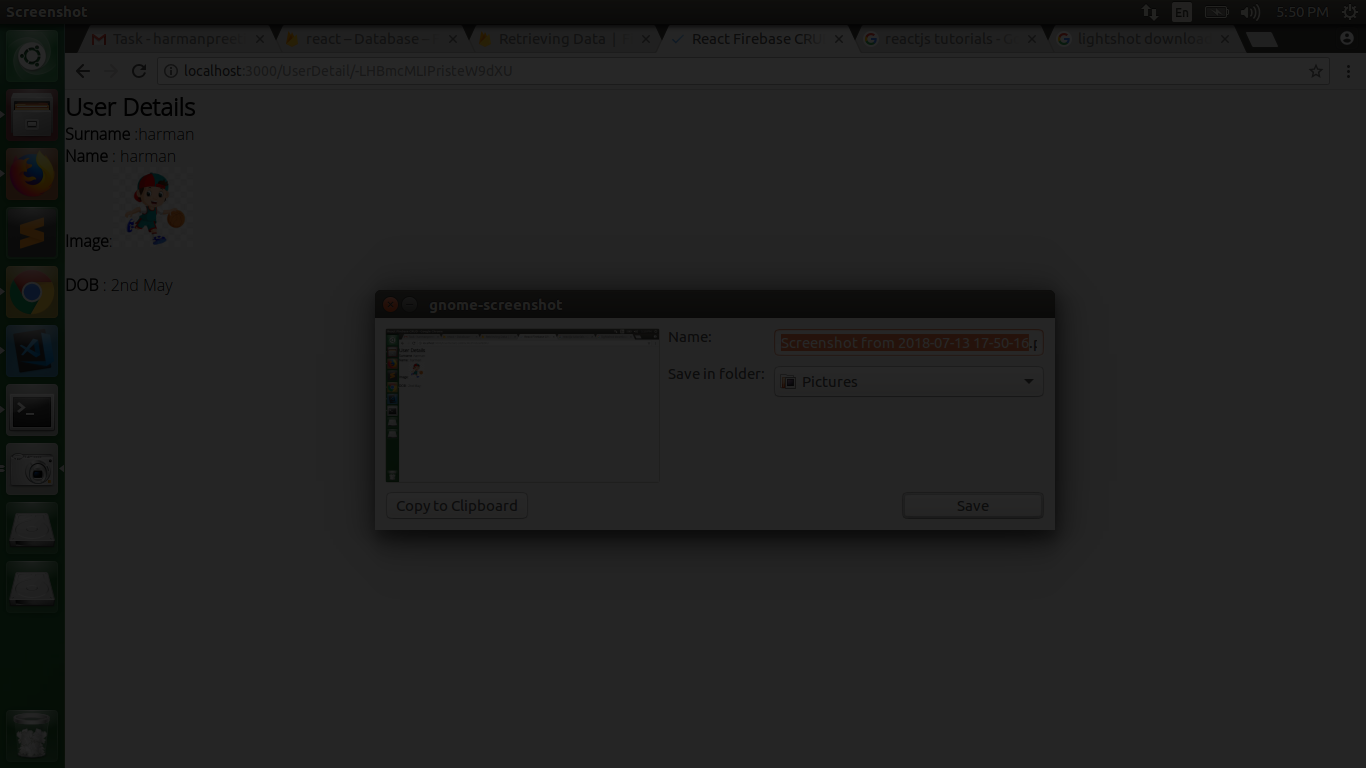 Screenshot
En
5:50 PM
Task - harmanpree
react – Database –
Retrieving Data |
React Firebase CRU
reactjs tutorials -
lightshot downloa
localhost:3000/UserDetail/-LHBmcMLIPristeW9dXU
User Details
Surname :harman
Name : harman
Image:
DOB : 2nd May
gnome-screenshot
Name:
Screenshot from 2018-07-13 17-50-16.p
Save in folder:
Pictures
Copy to Clipboard
Save